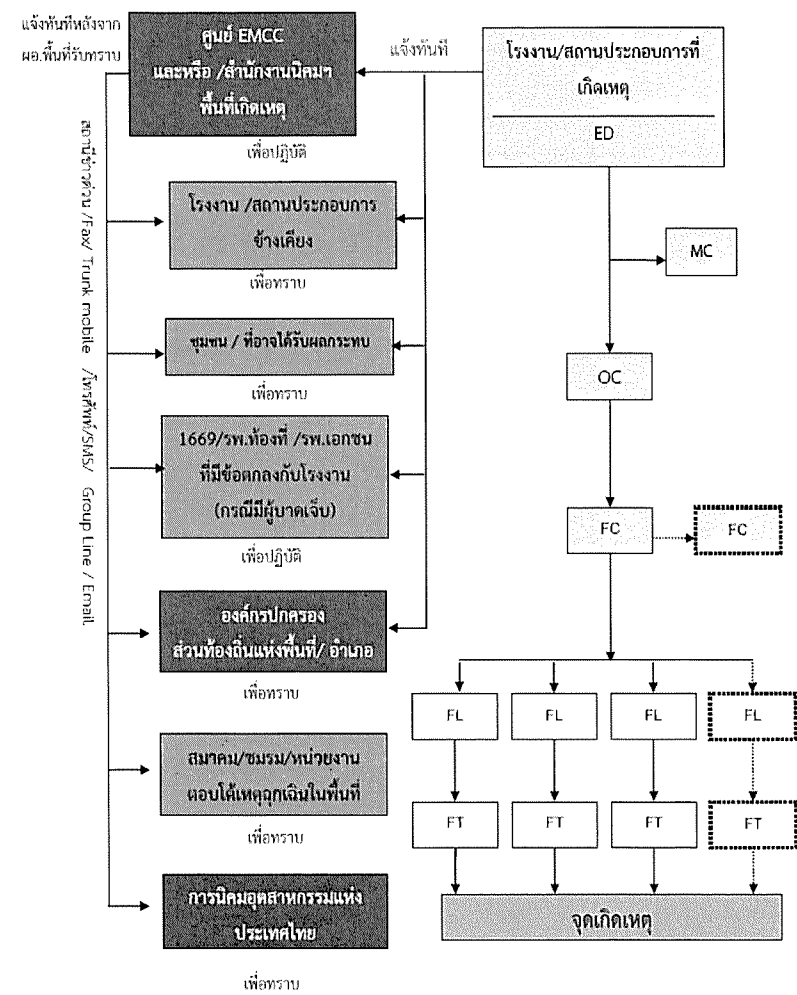 แจ้งทันทีหลังจาก
ผอ.พื้นที่รับทราบ
ศูนย์ EMCC
และหรือ /สำนักงานนิคมฯ
พื้นที่เกิดเหตุ
เพื่อปฏิบัติ
แจ้งทันที
โรงงาน/สถานประกอบการที่
เกิดเหตุ
ED
สถานีข่าวด่วน /Fax/ Trunk mobile /โทรศัพท์/SMS/ Group Line / Email
โรงงาน /สถานประกอบการ
ข้างเคียง
เพื่อทราบ
MC
ชุมชน / ที่อาจได้รับผลกระทบ
เพื่อทราบ
OC
1669/รพ.ท้องที่ /รพ.เอกชน
ที่มีข้อตกลงกับโรงงาน
(กรณีมีผู้บาดเจ็บ)
เพื่อปฏิบัติ
FC
FC
องค์กรปกครอง
ส่วนท้องถิ่นแห่งพื้นที่/ อำเภอ
เพื่อทราบ
FL
FL
FL
FL
สมาคม/ชมรม/หน่วยงาน
ตอบโต้เหตุฉุกเฉินในพื้นที่
เพื่อทราบ
FT
FT
FT
FT
การนิคมอุตสาหกรรมแห่ง
ประเทศไทย
เพื่อทราบ
จุดเกิดเหตุ